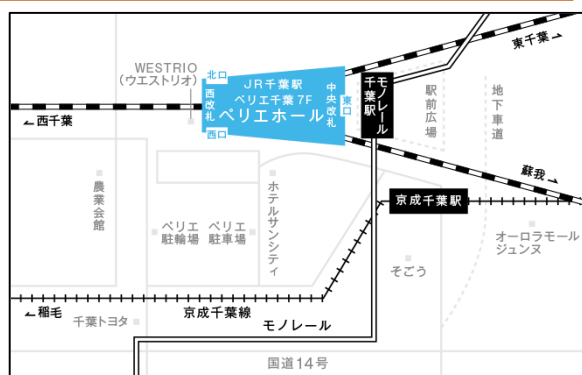 WESTRIO
(ウエストリオ)
北口
JR千葉駅
ペリエ千葉 7F
ペリエホール
西改札
中央改札
西口
東口
モノレール
千葉駅
駅前広場
地下車道
東千葉
西千葉
蘇我
京成千葉駅
農業会館
ペリエ
駐輪場
ペリエ
駐車場
ホテルサンシティ
そごう
オーロラモール
ジュンヌ
稲毛
千葉トヨタ
京成千葉線
モノレール
国道14号